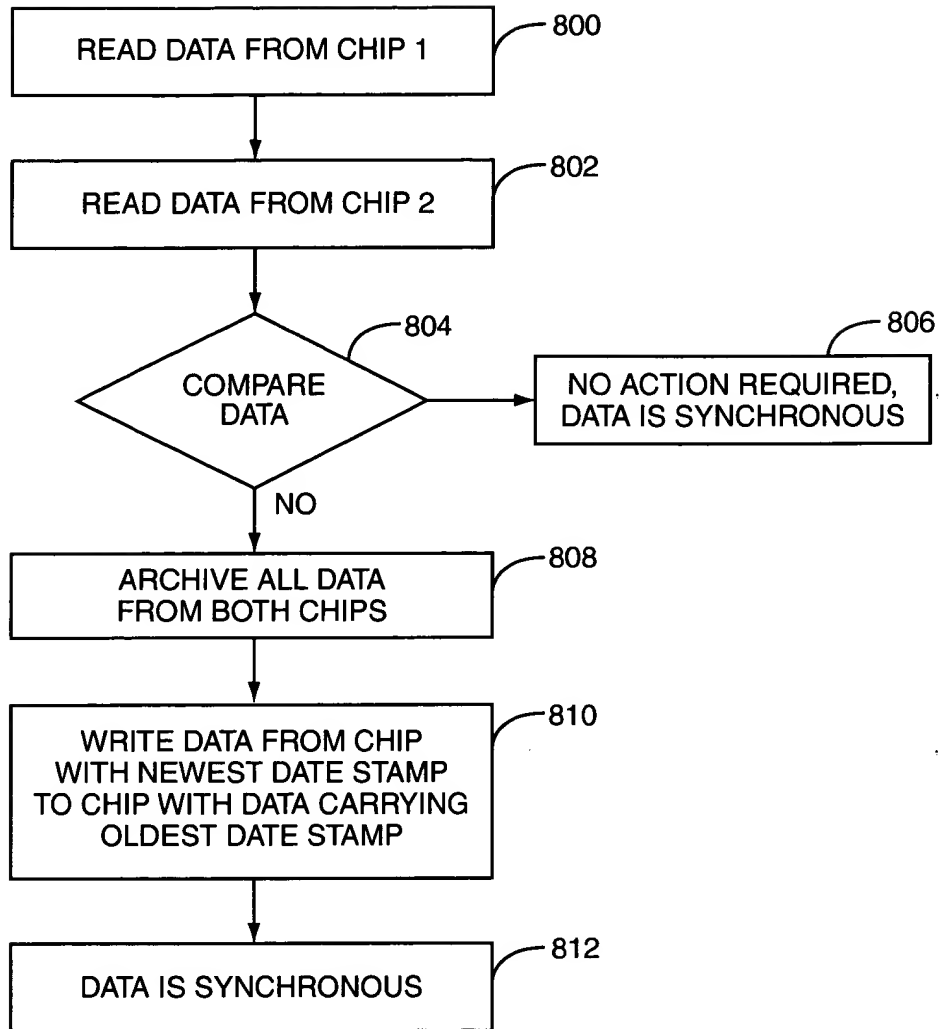 READ DATA FROM CHIP 1
800
READ DATA FROM CHIP 2
802
COMPARE
DATA
804
NO ACTION REQUIRED,
DATA IS SYNCHRONOUS
806
NO
ARCHIVE ALL DATA
FROM BOTH CHIPS
808
WRITE DATA FROM CHIP
WITH NEWEST DATE STAMP
TO CHIP WITH DATA CARRYING
OLDEST DATE STAMP
810
DATA IS SYNCHRONOUS
812